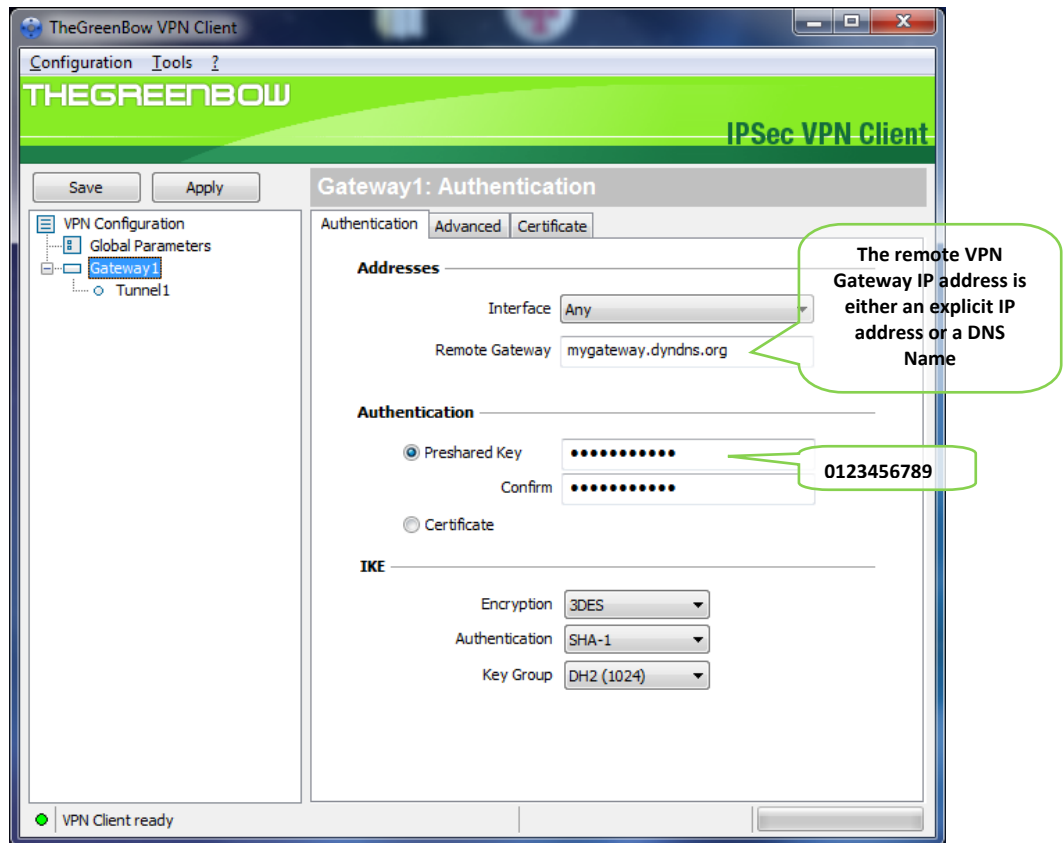 TheGreenBow VPN Client
Configuration Tools ?
THEGREENBOW
IPSec VPN Client
Save Apply
VPN Configuration
Global Parameters
Gateway1
Tunnel1
Gateway1: Authentication
Authentication Advanced Certificate
Addresses
Interface Any
Remote Gateway mygateway.dyndns.org
The remote VPN
Gateway IP address is
either an explicit IP
address or a DNS
Name
Authentication
Preshared Key •••••••••••
0123456789
Confirm •••••••••••
Certificate
IKE
Encryption 3DES
Authentication SHA-1
Key Group DH2 (1024)
VPN Client ready